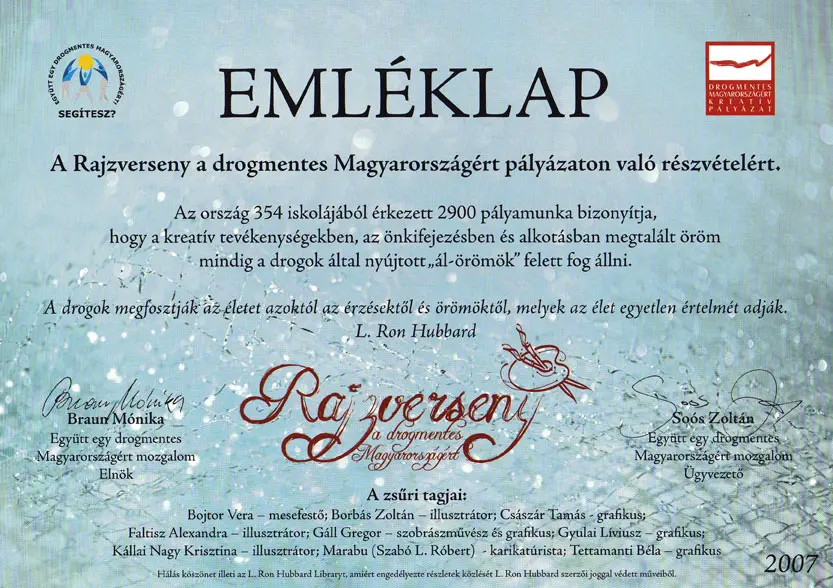 EGYÜTT EGY DROGMENTES MAGYARORSZÁGÉRT!
SEGÍTESZ?
DROGMENTES
MAGYARORSZÁGÉRT
KREATÍV
PÁLYÁZAT
EMLÉKLAP
A Rajzverseny a drogmentes Magyarországért pályázaton való részvételért.
Az ország 354 iskolájából érkezett 2900 pályamunka bizonyítja,
hogy a kreatív tevékenységekben, az önkifejezésben és alkotásban megtalált öröm
mindig a drogok által nyújtott „ál-örömök” felett fog állni.
A drogok megfosztják az életet azoktól az érzésektől és örömöktől, melyek az élet egyetlen értelmét adják.
L. Ron Hubbard
Rajzverseny
a drogmentes
Magyarországért
Braun Mónika
Braun Mónika
Együtt egy drogmentes
Magyarországért mozgalom
Elnök
Soós Zoltán
Együtt egy drogmentes
Magyarországért mozgalom
Ügyvezető
A zsűri tagjai:
Bojtor Vera – mesefestő; Borbás Zoltán – illusztrátor; Császár Tamás - grafikus;
Faltisz Alexandra – illusztrátor; Gáll Gregor – szobrászművész és grafikus; Gyulai Líviusz – grafikus;
Kállai Nagy Krisztina – illusztrátor; Marabu (Szabó L. Róbert) - karikatúrista; Tettamanti Béla – grafikus
Hálás köszönet illeti az L. Ron Hubbard Libraryt, amiért engedélyezte részletek közlését L. Ron Hubbard szerzői joggal védett műveiből.
2007